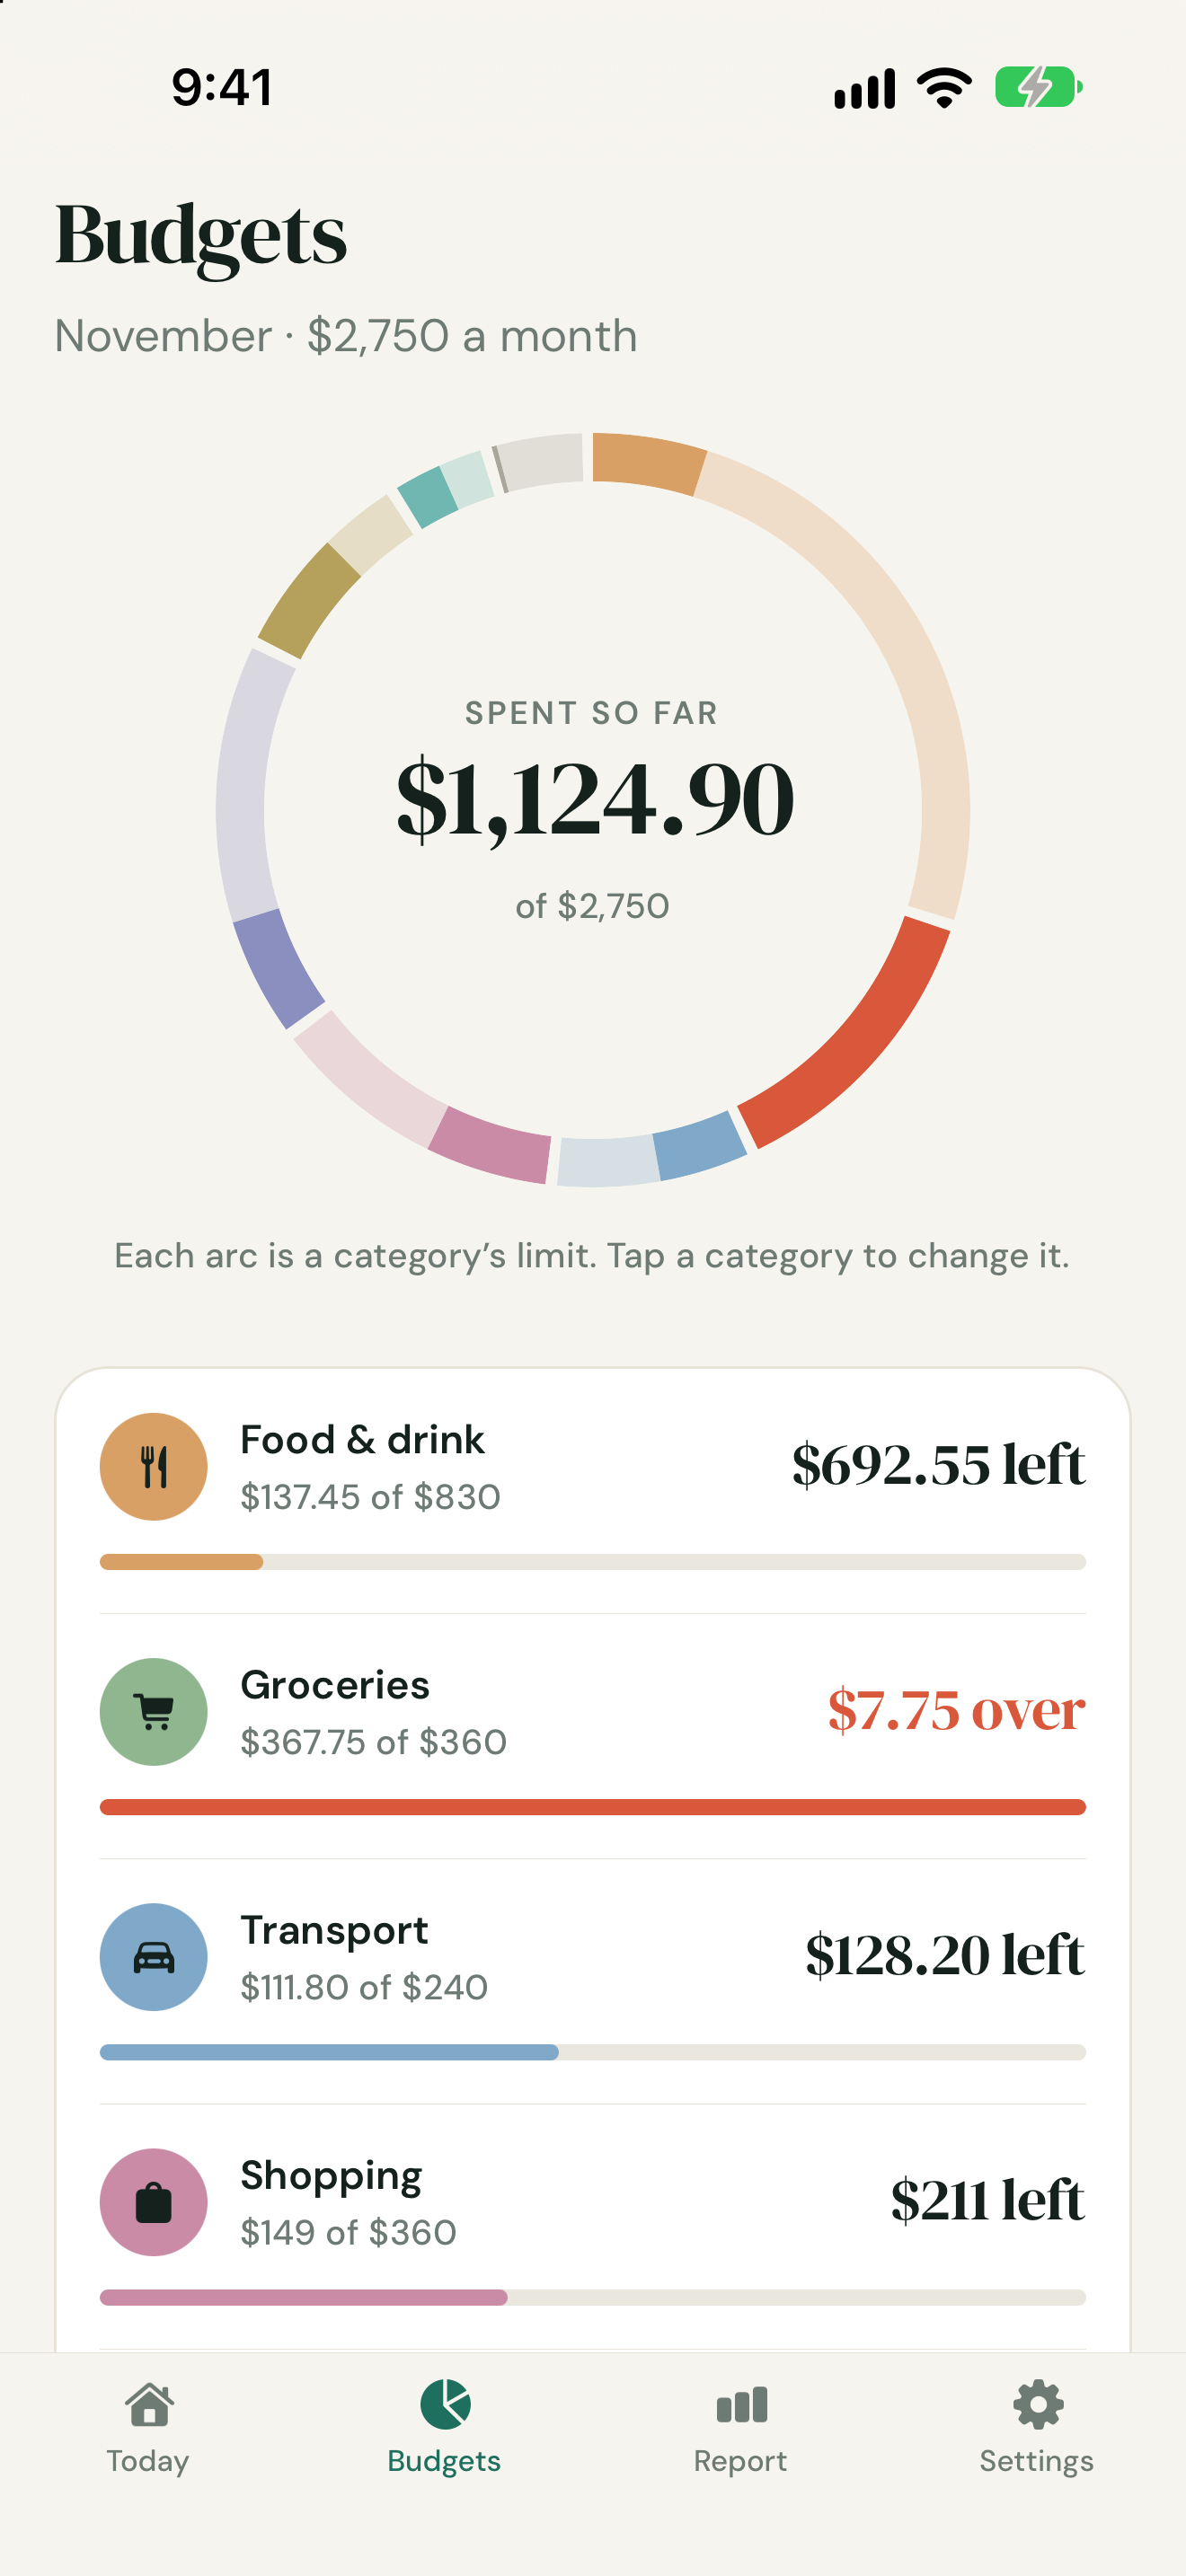 9:41
Budgets
November · $2,750 a month
SPENT SO FAR
$1,124.90
of $2,750
Each arc is a category’s limit. Tap a category to change it.
Food & drink
$692.55 left
$137.45 of $830
Groceries
$7.75 over
$367.75 of $360
Transport
$128.20 left
$111.80 of $240
Shopping
$211 left
$149 of $360
Today
Budgets
Report
Settings